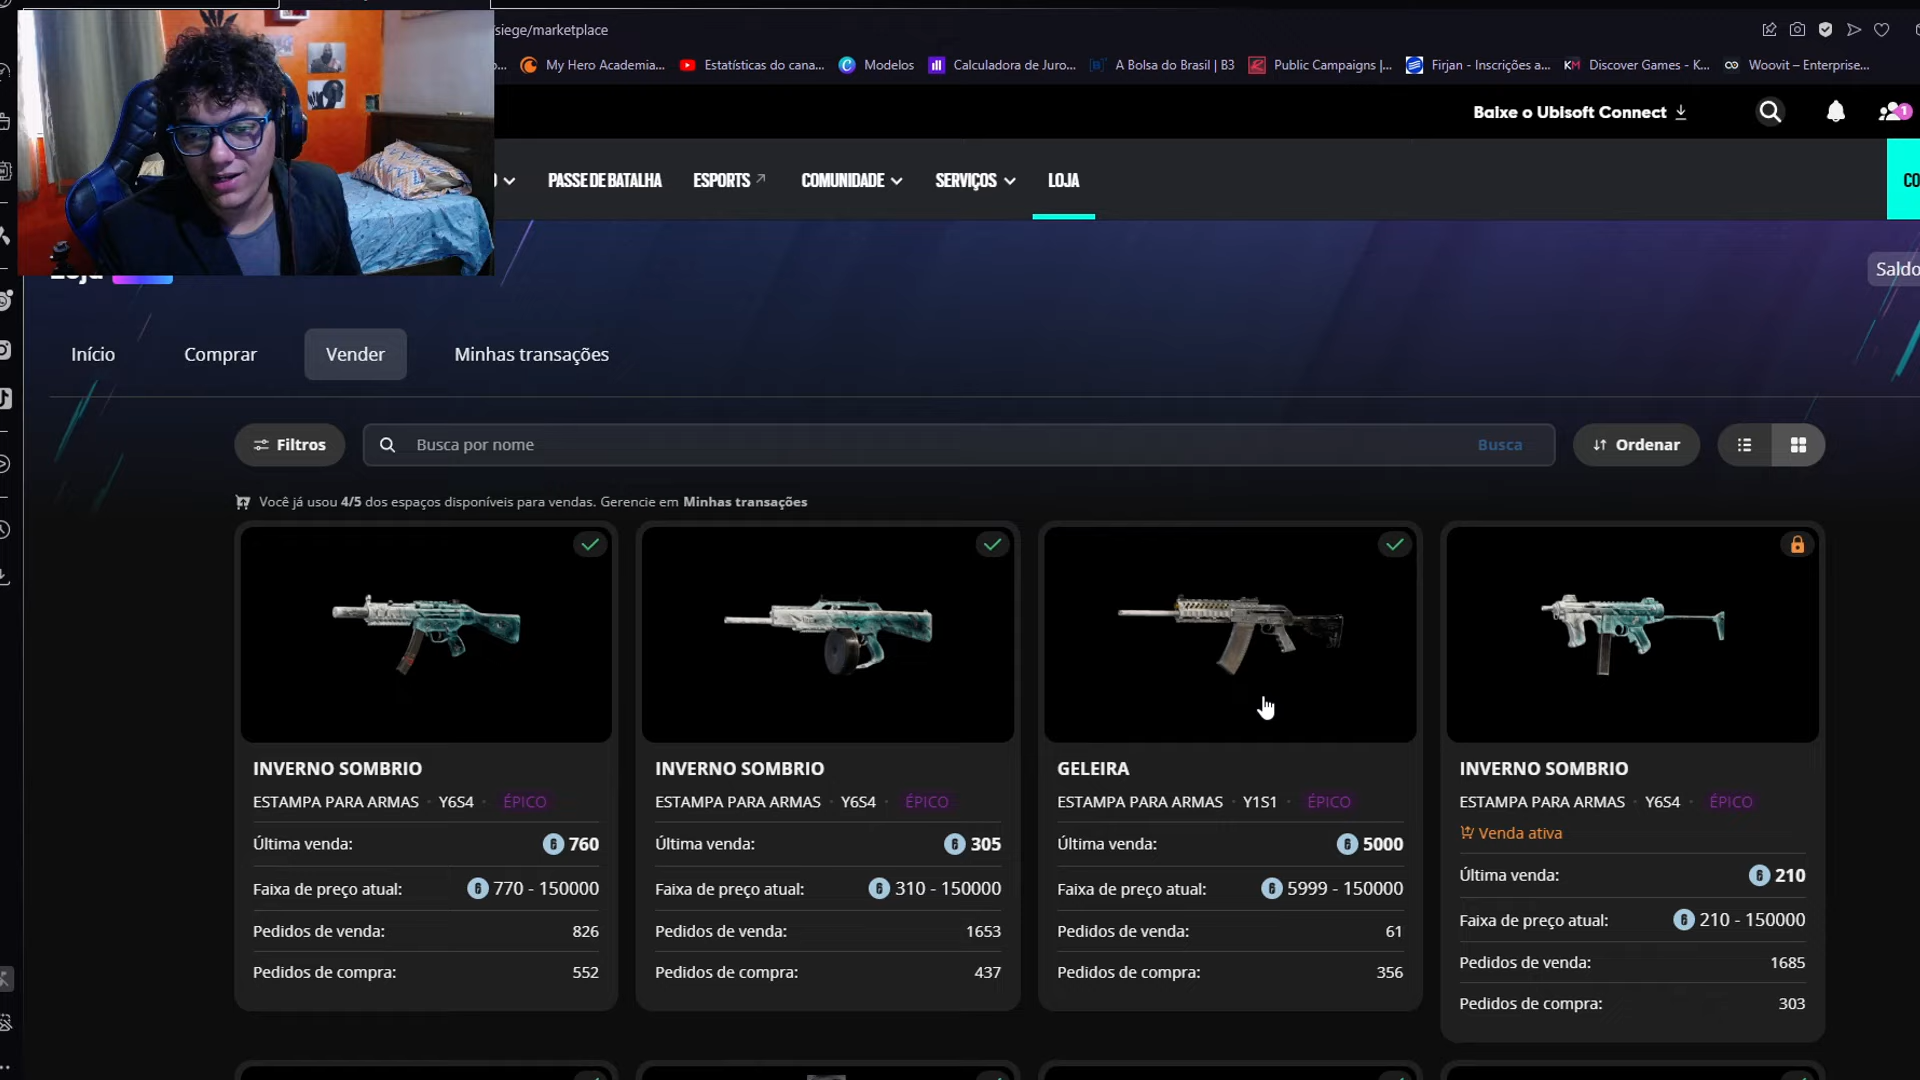 siege/marketplace
o...
My Hero Academia...
Estatísticas do cana...
Modelos
Calculadora de Juro...
A Bolsa do Brasil | B3
Public Campaigns |...
Firjan - Inscrições a...
KM
Discover Games - K...
Woovit – Enterprise...
Baixe o Ubisoft Connect
1
PASSE DE BATALHA
ESPORTS
COMUNIDADE
SERVIÇOS
LOJA
CO
Loja
Saldo
Início
Comprar
Vender
Minhas transações
Filtros
Busca por nome
Busca
Ordenar
Você já usou 4/5 dos espaços disponíveis para vendas. Gerencie em Minhas transações
INVERNO SOMBRIO
ESTAMPA PARA ARMAS · Y6S4 · ÉPICO
Última venda: 760
Faixa de preço atual: 770 - 150000
Pedidos de venda: 826
Pedidos de compra: 552
INVERNO SOMBRIO
ESTAMPA PARA ARMAS · Y6S4 · ÉPICO
Última venda: 305
Faixa de preço atual: 310 - 150000
Pedidos de venda: 1653
Pedidos de compra: 437
GELEIRA
ESTAMPA PARA ARMAS · Y1S1 · ÉPICO
Última venda: 5000
Faixa de preço atual: 5999 - 150000
Pedidos de venda: 61
Pedidos de compra: 356
INVERNO SOMBRIO
ESTAMPA PARA ARMAS · Y6S4 · ÉPICO
Venda ativa
Última venda: 210
Faixa de preço atual: 210 - 150000
Pedidos de venda: 1685
Pedidos de compra: 303